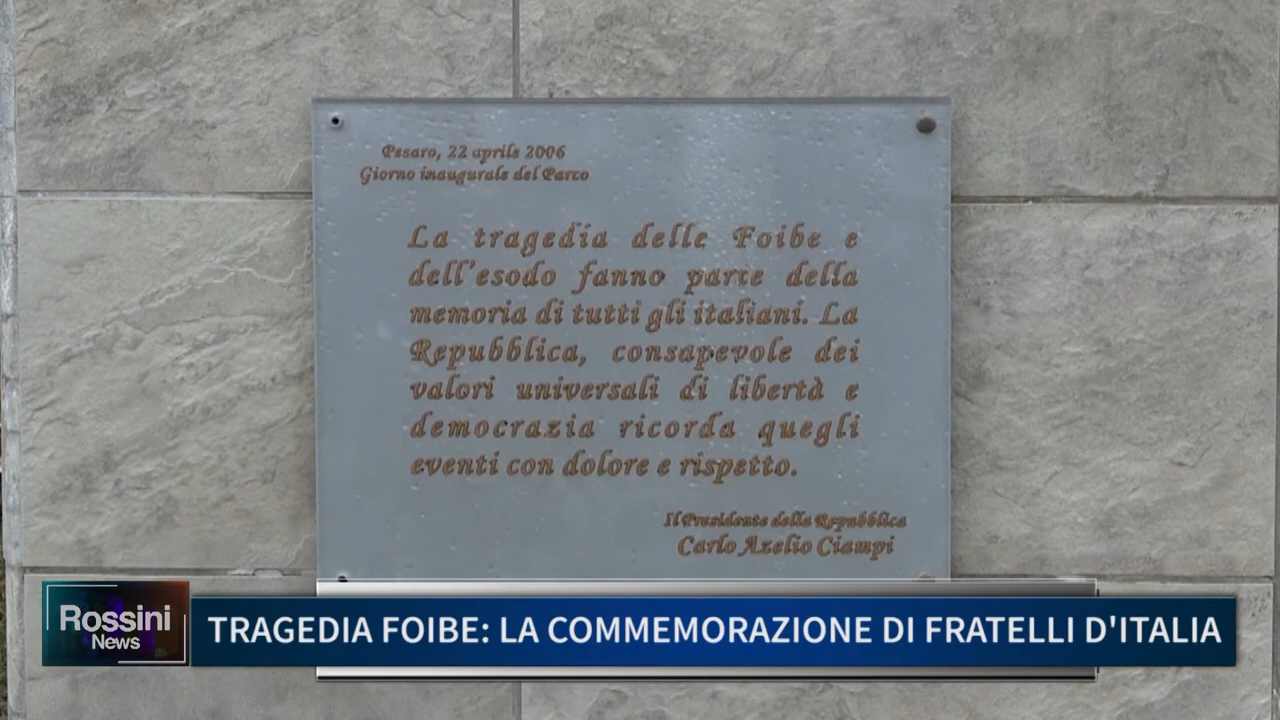 Pesaro, 22 aprile 2006
Giorno inaugurale del Parco
La tragedia delle Foibe e
dell'esodo fanno parte della
memoria di tutti gli italiani. La
Repubblica, consapevole dei
valori universali di libertà e
democrazia ricorda quegli
eventi con dolore e rispetto.
Il Presidente della Repubblica
Carlo Azelio Ciampi
Rossini
News
TRAGEDIA FOIBE: LA COMMEMORAZIONE DI FRATELLI D'ITALIA